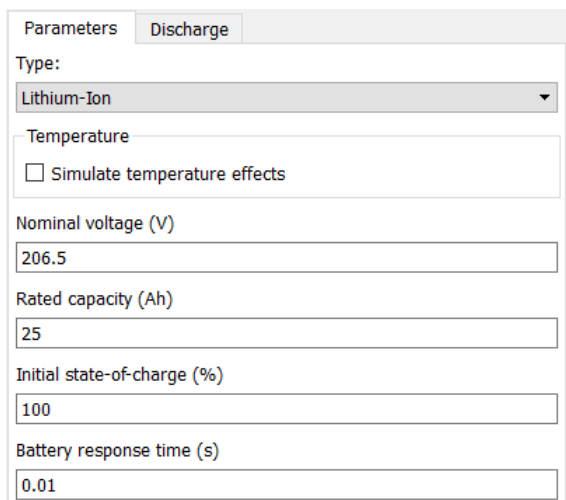 Parameters Discharge
Type:
Lithium-Ion
Temperature
Simulate temperature effects
Nominal voltage (V)
206.5
Rated capacity (Ah)
25
Initial state-of-charge (%)
100
Battery response time (s)
0.01